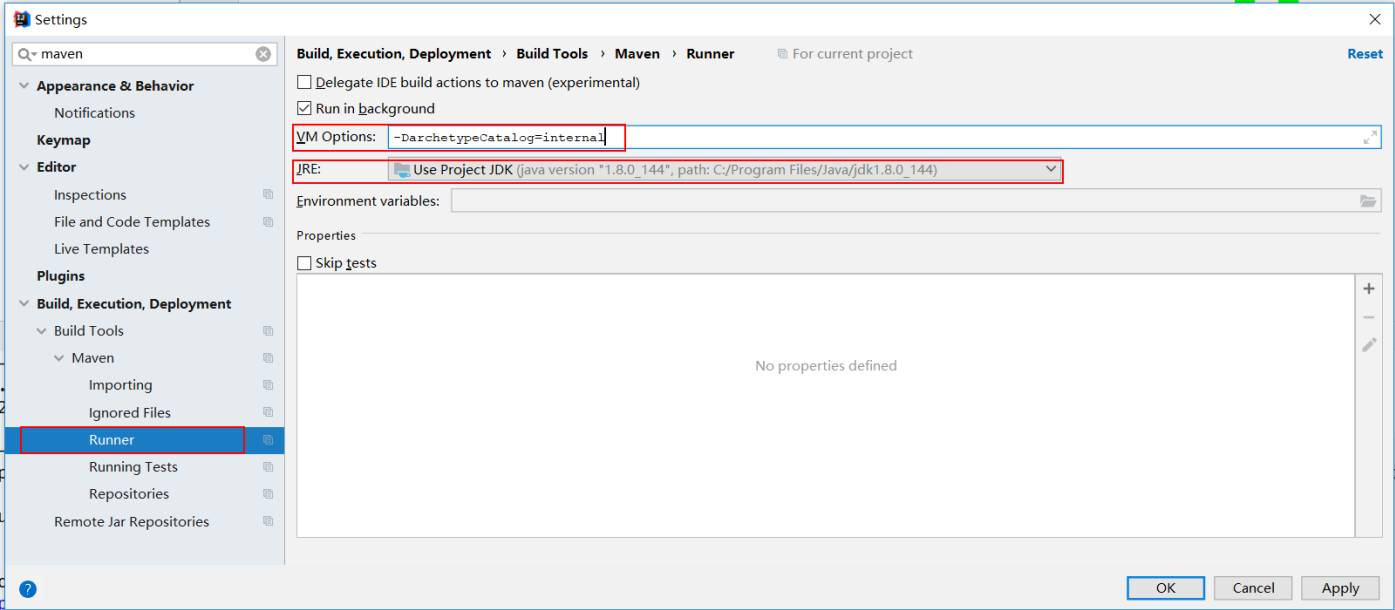 Settings
maven
Appearance & Behavior
Notifications
Keymap
Editor
Inspections
File and Code Templates
Live Templates
Plugins
Build, Execution, Deployment
Build Tools
Maven
Importing
Ignored Files
Runner
Running Tests
Repositories
Remote Jar Repositories
Build, Execution, Deployment › Build Tools › Maven › Runner For current project Reset
Delegate IDE build actions to maven (experimental)
Run in background
VM Options: -DarchetypeCatalog=internal
JRE: Use Project JDK (java version "1.8.0_144", path: C:/Program Files/Java/jdk1.8.0_144)
Environment variables:
Properties
Skip tests
No properties defined
? OK Cancel Apply